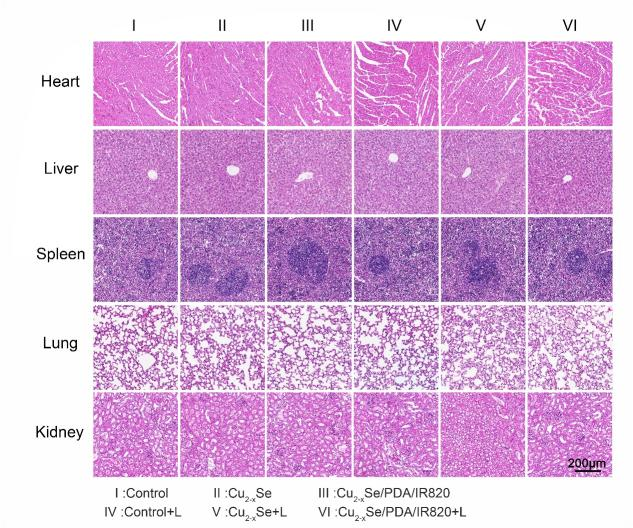 I II III IV V VI
Heart
Liver
Spleen
Lung
Kidney
200μm
I :Control II :Cu₂₋ₓSe III :Cu₂₋ₓSe/PDA/IR820
IV :Control+L V :Cu₂₋ₓSe+L VI :Cu₂₋ₓSe/PDA/IR820+L